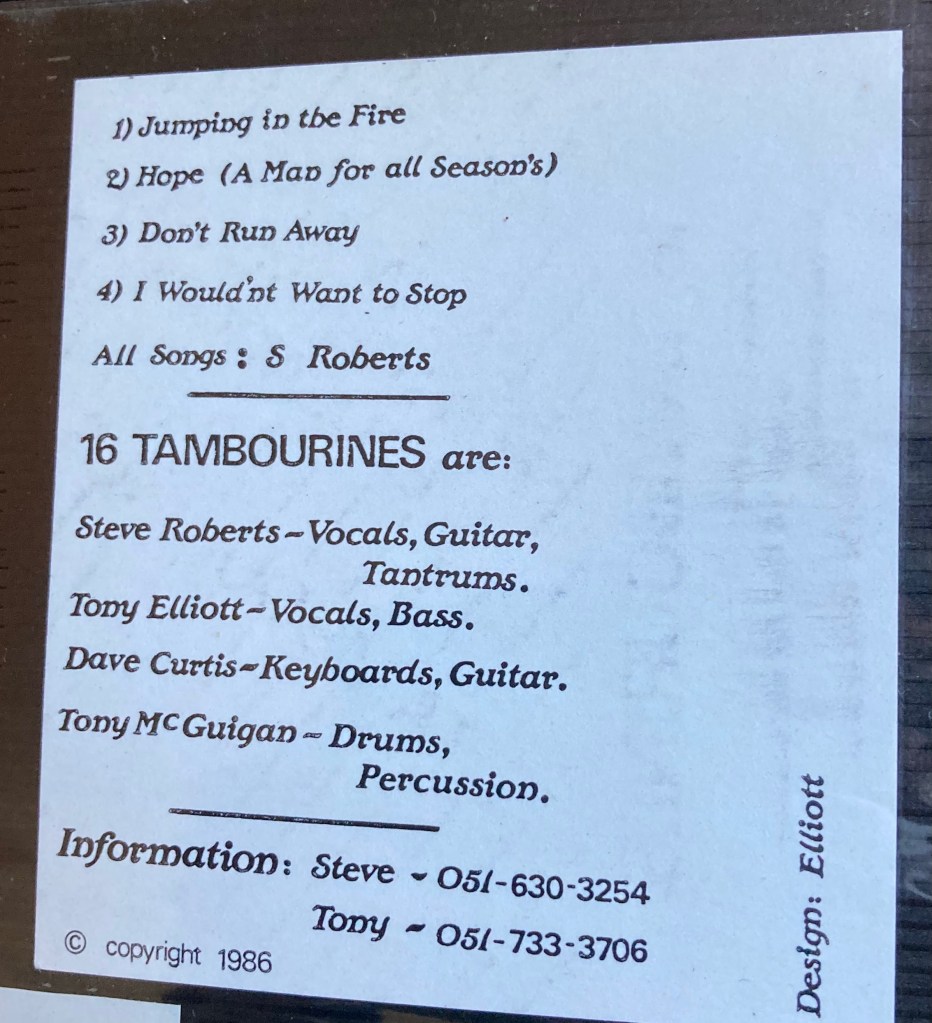 1) Jumping in the Fire
2) Hope (A Man for all Season's)
3) Don't Run Away
4) I Would'nt Want to Stop
All Songs: S Roberts
16 TAMBOURINES are:
Steve Roberts~Vocals, Guitar,
Tantrums.
Tony Elliott~Vocals, Bass.
Dave Curtis~Keyboards, Guitar.
Tony McGuigan~Drums,
Percussion.
Information: Steve ~ 051-630-3254
Tony ~ 051-733-3706
© copyright 1986
Design: Elliott